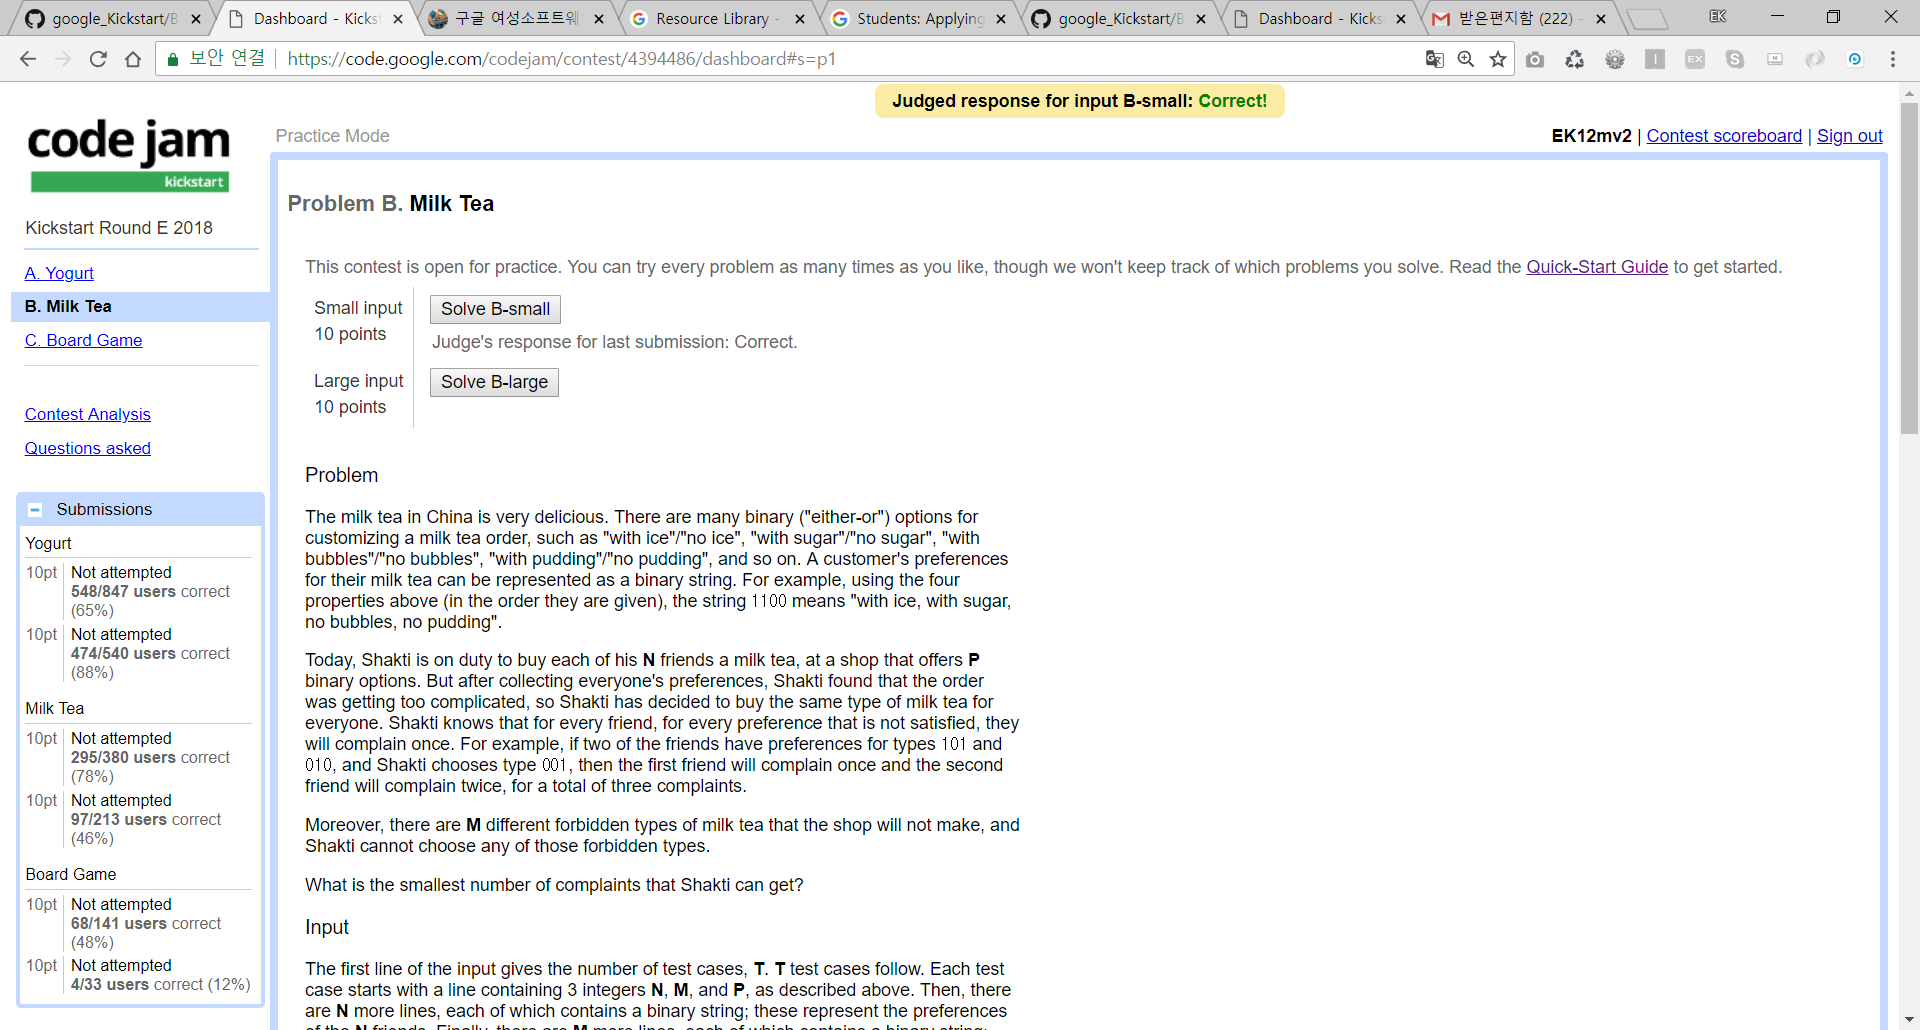 google_Kickstart/B
Dashboard - Kicks
구글 여성소프트웨
Resource Library -
Students: Applying
google_Kickstart/B
Dashboard - Kicks
받은편지함 (222) -
EK
보안 연결
https://code.google.com/codejam/contest/4394486/dashboard#s=p1
Judged response for input B-small: Correct!
code jam
kickstart
Practice Mode
EK12mv2 | Contest scoreboard | Sign out
Kickstart Round E 2018
A. Yogurt
B. Milk Tea
C. Board Game
Contest Analysis
Questions asked
Submissions
Yogurt
10pt Not attempted
548/847 users correct
(65%)
10pt Not attempted
474/540 users correct
(88%)
Milk Tea
10pt Not attempted
295/380 users correct
(78%)
10pt Not attempted
97/213 users correct
(46%)
Board Game
10pt Not attempted
68/141 users correct
(48%)
10pt Not attempted
4/33 users correct (12%)
Problem B. Milk Tea
This contest is open for practice. You can try every problem as many times as you like, though we won't keep track of which problems you solve. Read the Quick-Start Guide to get started.
Small input
10 points
Solve B-small
Judge's response for last submission: Correct.
Large input
10 points
Solve B-large
Problem
The milk tea in China is very delicious. There are many binary ("either-or") options for
customizing a milk tea order, such as "with ice"/"no ice", "with sugar"/"no sugar", "with
bubbles"/"no bubbles", "with pudding"/"no pudding", and so on. A customer's preferences
for their milk tea can be represented as a binary string. For example, using the four
properties above (in the order they are given), the string 1100 means "with ice, with sugar,
no bubbles, no pudding".
Today, Shakti is on duty to buy each of his N friends a milk tea, at a shop that offers P
binary options. But after collecting everyone's preferences, Shakti found that the order
was getting too complicated, so Shakti has decided to buy the same type of milk tea for
everyone. Shakti knows that for every friend, for every preference that is not satisfied, they
will complain once. For example, if two of the friends have preferences for types 101 and
010, and Shakti chooses type 001, then the first friend will complain once and the second
friend will complain twice, for a total of three complaints.
Moreover, there are M different forbidden types of milk tea that the shop will not make, and
Shakti cannot choose any of those forbidden types.
What is the smallest number of complaints that Shakti can get?
Input
The first line of the input gives the number of test cases, T. T test cases follow. Each test
case starts with a line containing 3 integers N, M, and P, as described above. Then, there
are N more lines, each of which contains a binary string; these represent the preferences
of the N friends. Finally, there are M more lines, each of which contains a binary string;